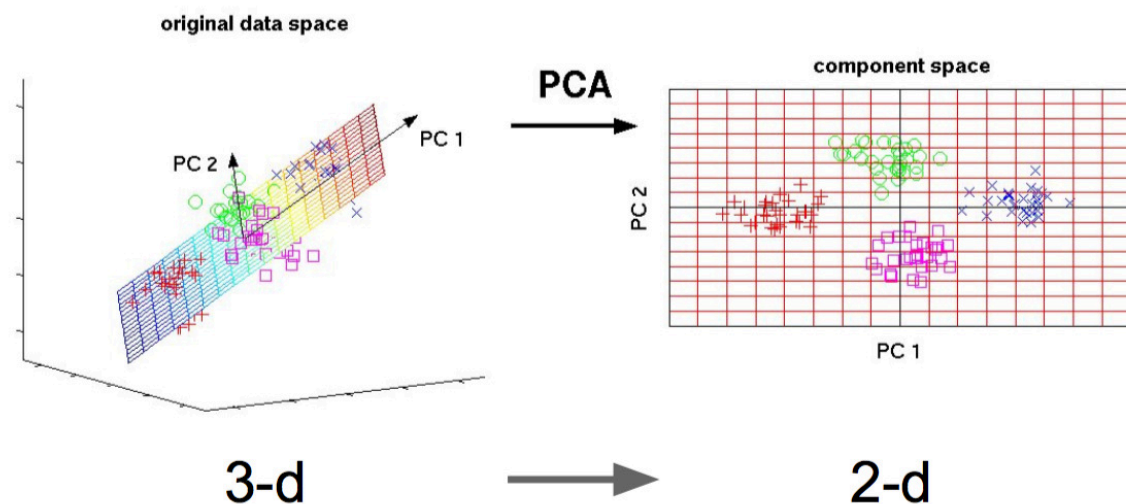 original data space
PCA
component space
PC 1
PC 2
PC 2
PC 1
3-d
2-d